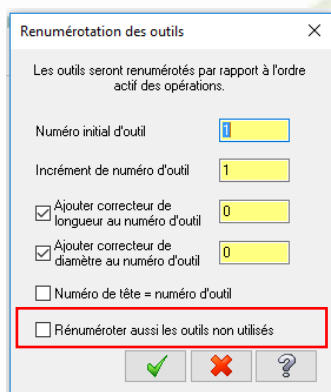 Renumérotation des outils
Les outils seront renumérotés par rapport à l'ordre
actif des opérations.
Numéro initial d'outil 1
Incrément de numéro d'outil 1
Ajouter correcteur de
longueur au numéro d'outil 0
Ajouter correcteur de
diamètre au numéro d'outil 0
Numéro de tête = numéro d'outil
Rénuméroter aussi les outils non utilisés
?